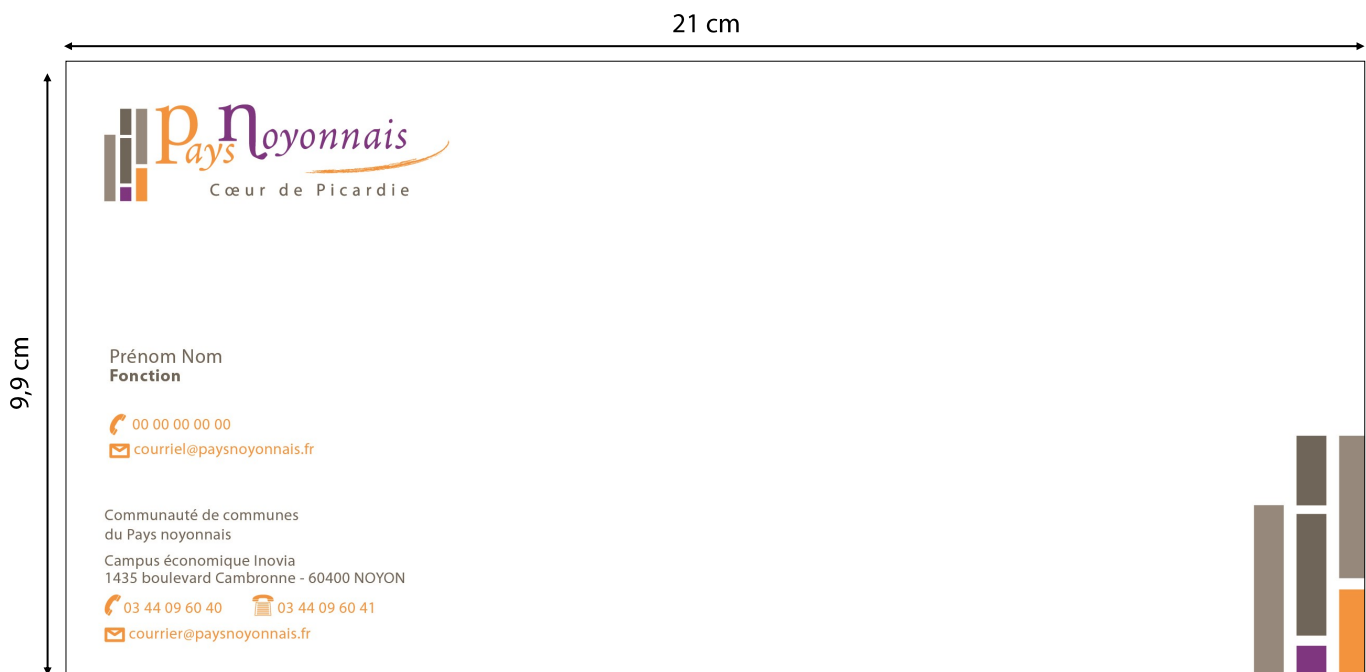 21 cm
9,9 cm
Pays Noyonnais
Cœur de Picardie
Prénom Nom
Fonction
00 00 00 00 00
courriel@paysnoyonnais.fr
Communauté de communes
du Pays noyonnais
Campus économique Inovia
1435 boulevard Cambronne - 60400 NOYON
03 44 09 60 40 03 44 09 60 41
courrier@paysnoyonnais.fr